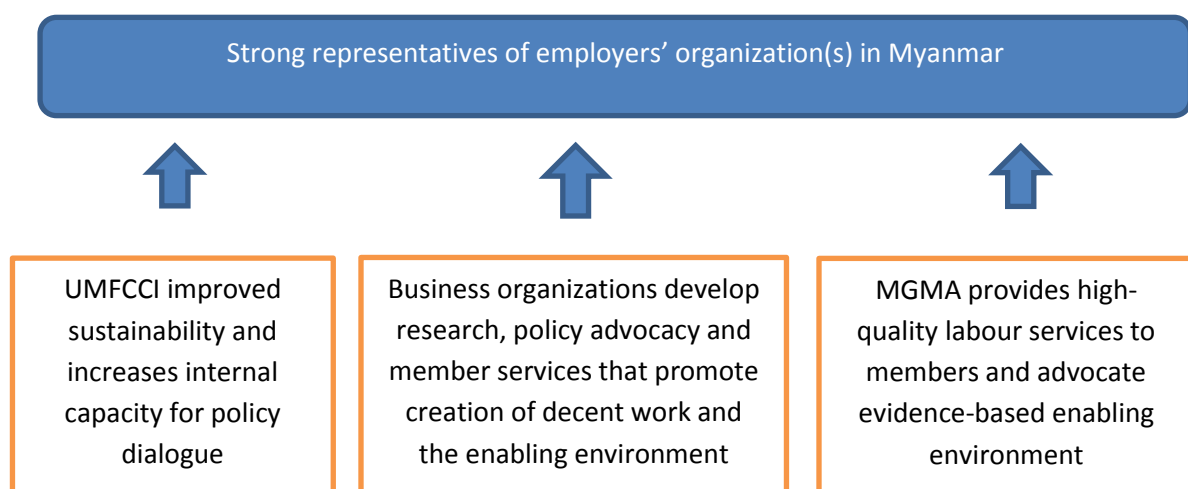 Strong representatives of employers’ organization(s) in Myanmar
UMFCCI improved
sustainability and
increases internal
capacity for policy
dialogue
Business organizations develop
research, policy advocacy and
member services that promote
creation of decent work and
the enabling environment
MGMA provides high-
quality labour services to
members and advocate
evidence-based enabling
environment